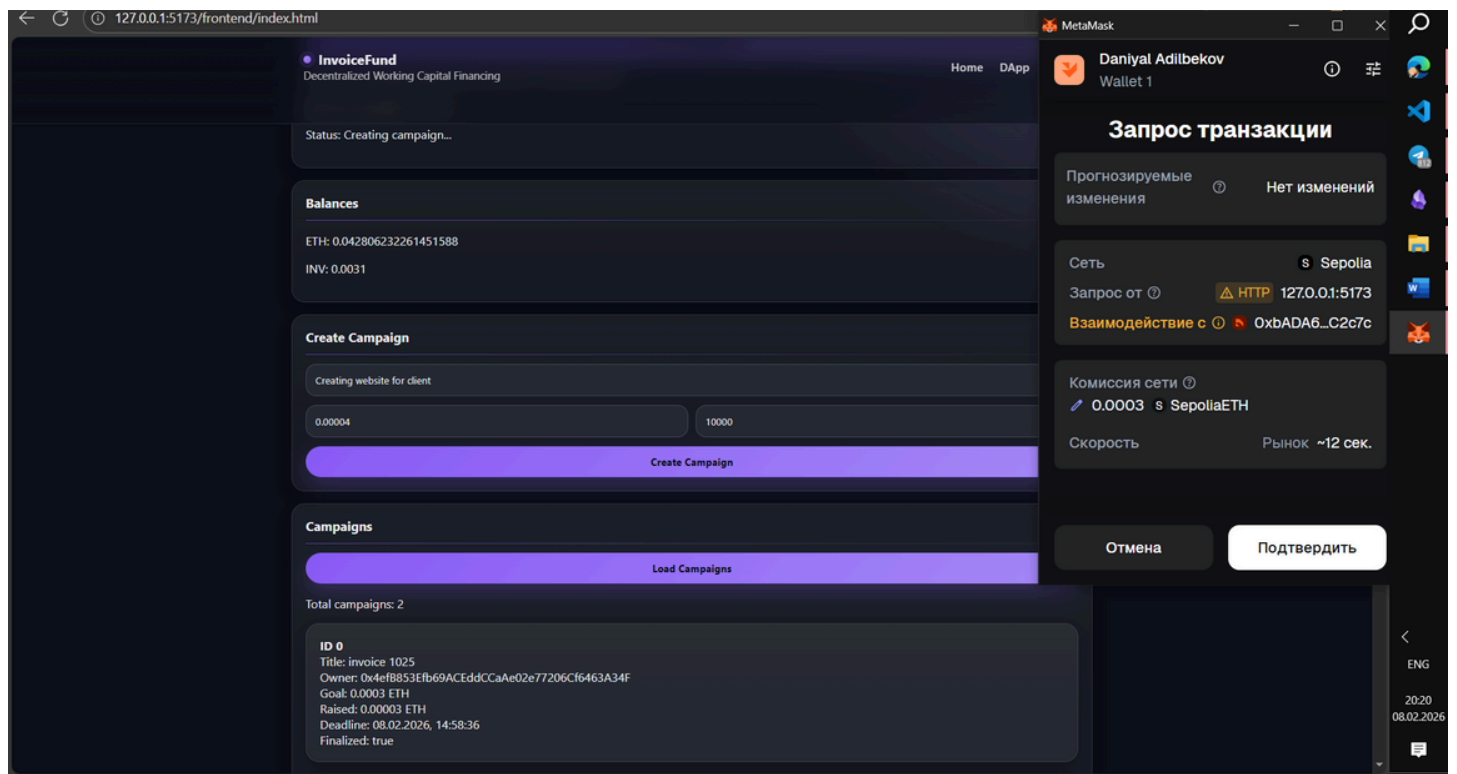 127.0.0.1:5173/frontend/index.html
InvoiceFund
Decentralized Working Capital Financing
Home DApp
Status: Creating campaign...
Balances
ETH: 0.042806232261451588
INV: 0.0031
Create Campaign
Creating website for client
0.00004 10000
Create Campaign
Campaigns
Load Campaigns
Total campaigns: 2
ID 0
Title: invoice 1025
Owner: 0x4efB853Efb69ACEddCCaAe02e77206Cf6463A34F
Goal: 0.0003 ETH
Raised: 0.00003 ETH
Deadline: 08.02.2026, 14:58:36
Finalized: true
MetaMask
Daniyal Adilbekov
Wallet 1
Запрос транзакции
Прогнозируемые
изменения
Нет изменений
Сеть S Sepolia
Запрос от HTTP 127.0.0.1:5173
Взаимодействие с 0xbADA6...C2c7c
Комиссия сети
0.0003 S SepoliaETH
Скорость Рынок ~12 сек.
Отмена Подтвердить
ENG
20:20
08.02.2026